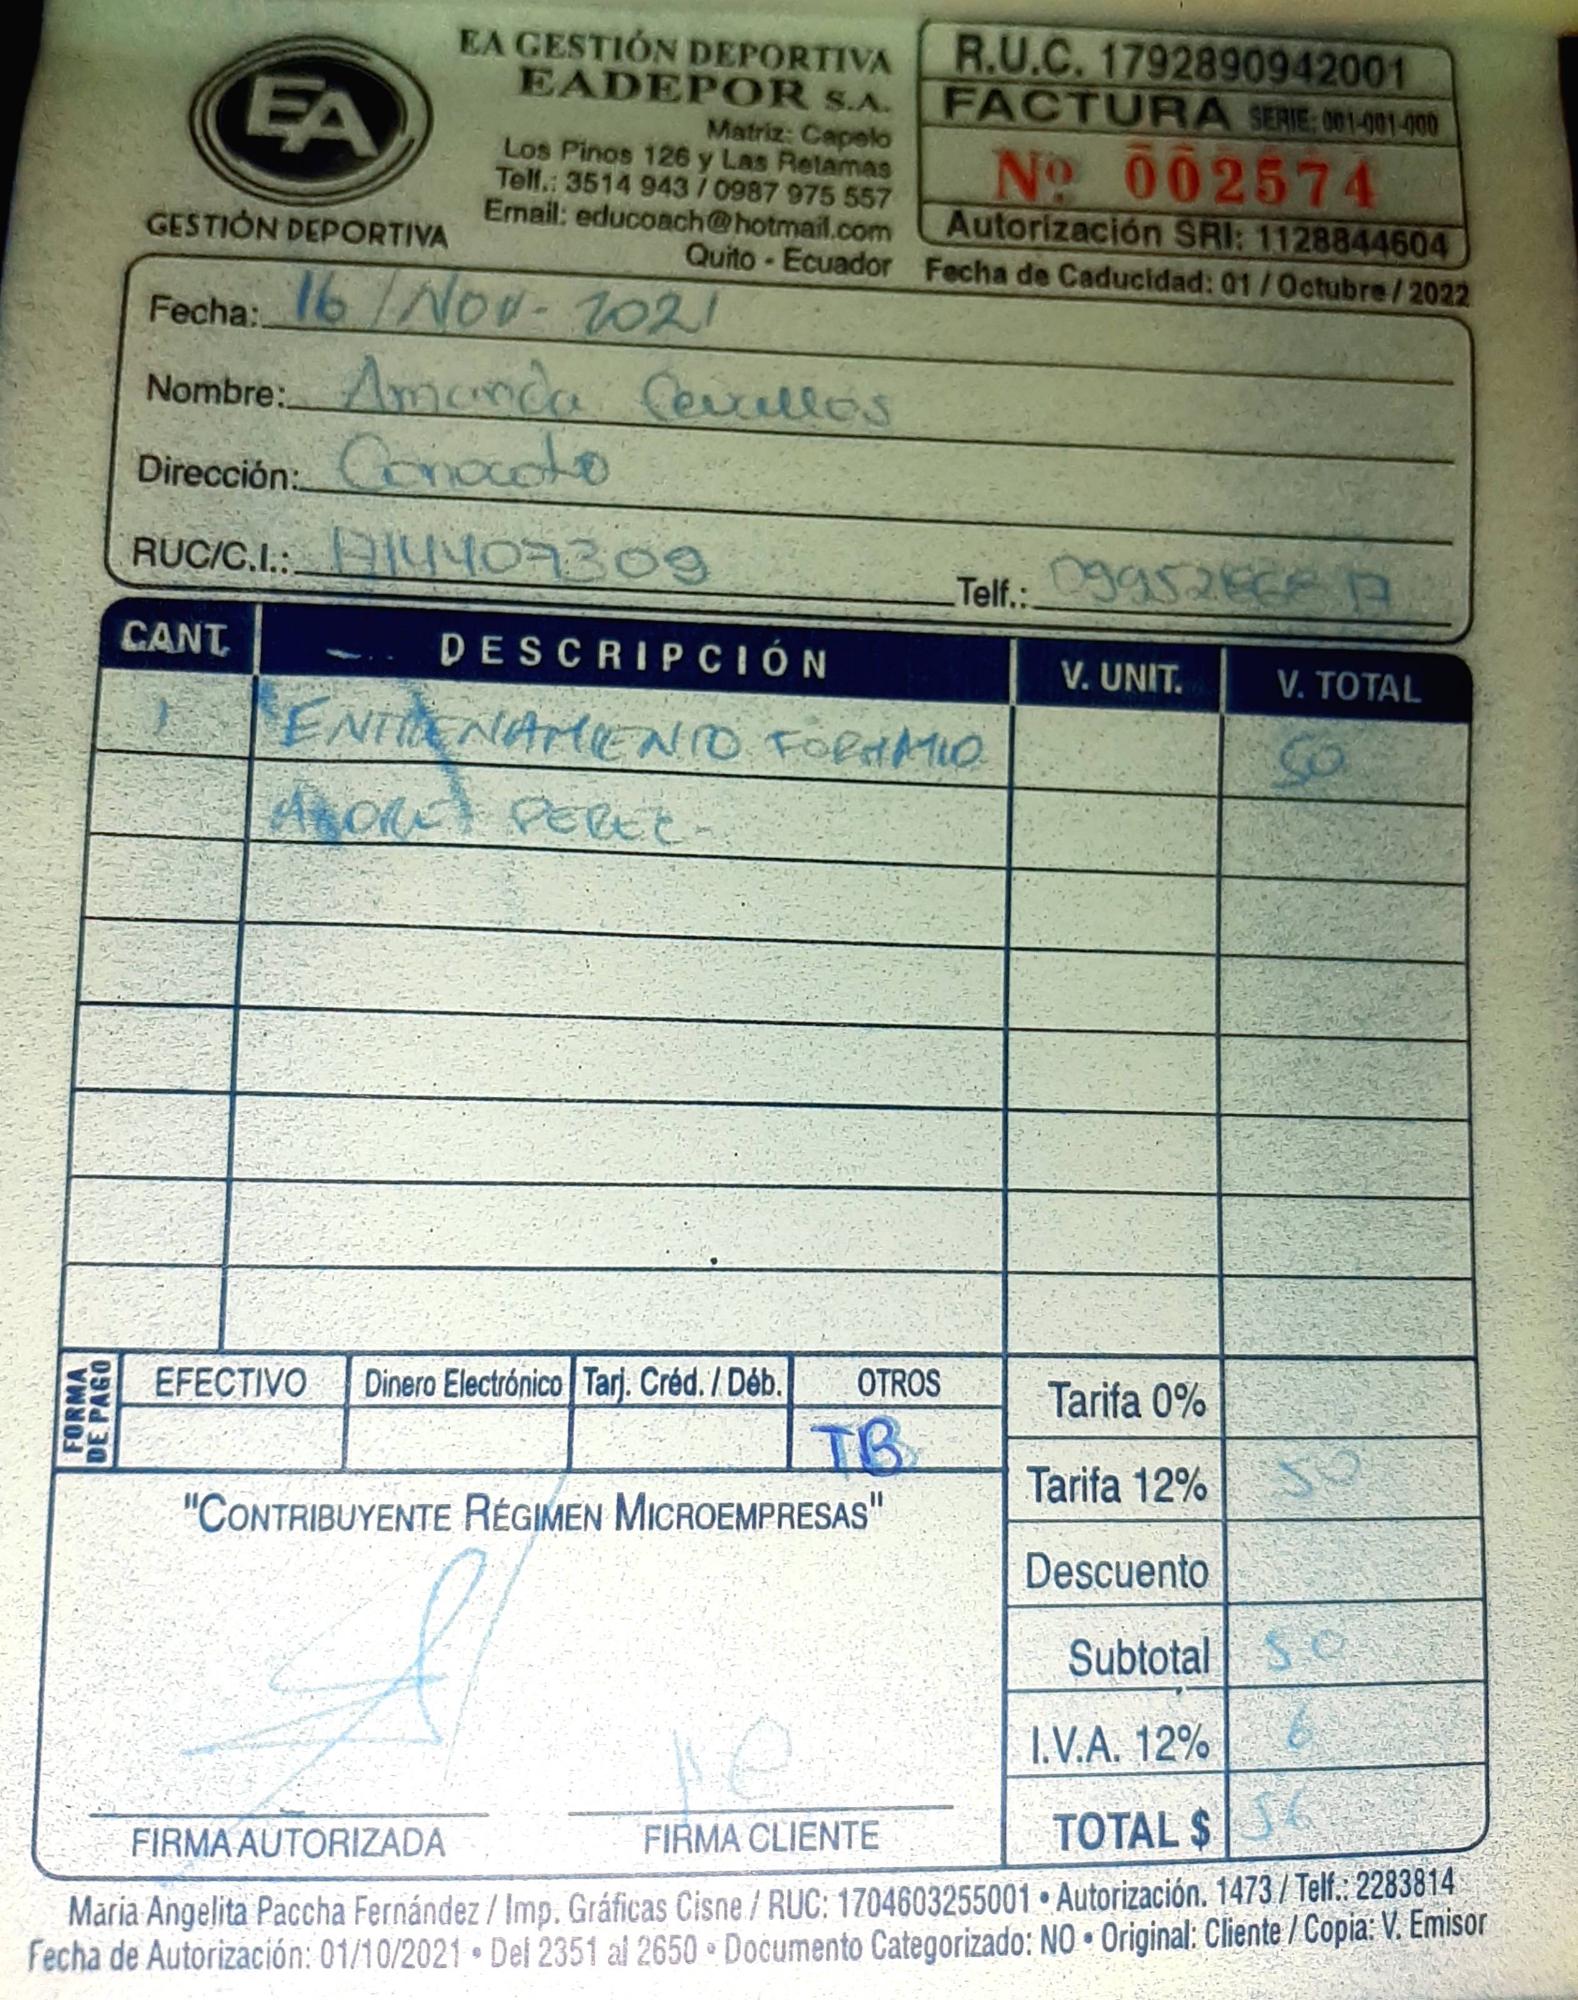 EA
GESTIÓN DEPORTIVA
EA GESTIÓN DEPORTIVA
EADEPOR S.A.
Matriz: Capelo
Los Pinos 126 y Las Retamas
Telf.: 3514 943 / 0987 975 557
Email: educoach@hotmail.com
Quito - Ecuador
R.U.C. 1792890942001
FACTURA SERIE: 001-001-000
Nº 002574
Autorización SRI: 1128844604
Fecha de Caducidad: 01 / Octubre / 2022
Fecha: 16 / Nov - 2021
Nombre: Amanda Cevallos
Dirección: Conocoto
RUC/C.I.: 1714407309 Telf.:
CANT. DESCRIPCIÓN V. UNIT. V. TOTAL
1 ENTRENAMIENTO 50
PEREZ-
FORMA DE PAGO
EFECTIVO Dinero Electrónico Tarj. Créd. / Déb. OTROS
TB
Tarifa 0%
Tarifa 12% 50
Descuento
Subtotal 50
I.V.A. 12% 6
TOTAL $ 56
"CONTRIBUYENTE RÉGIMEN MICROEMPRESAS"
FIRMA AUTORIZADA FIRMA CLIENTE
Maria Angelita Paccha Fernández / Imp. Gráficas Cisne / RUC: 1704603255001 • Autorización. 1473 / Telf.: 2283814
Fecha de Autorización: 01/10/2021 • Del 2351 al 2650 • Documento Categorizado: NO • Original: Cliente / Copia: V. Emisor